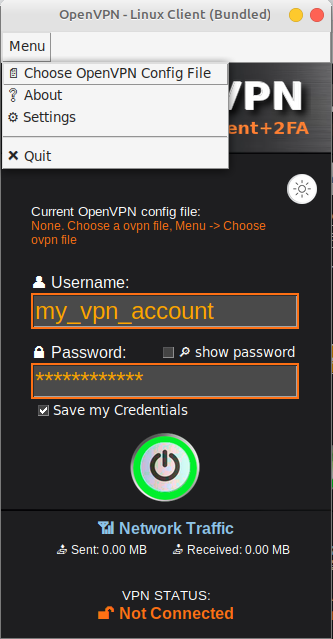 OpenVPN - Linux Client (Bundled)
Menu
Choose OpenVPN Config File
About
Settings
Quit
VPN
ent+2FA
Current OpenVPN config file:
None. Choose a ovpn file, Menu -> Choose
ovpn file
Username:
my_vpn_account
Password:
show password
************
Save my Credentials
Network Traffic
Sent: 0.00 MB
Received: 0.00 MB
VPN STATUS:
Not Connected